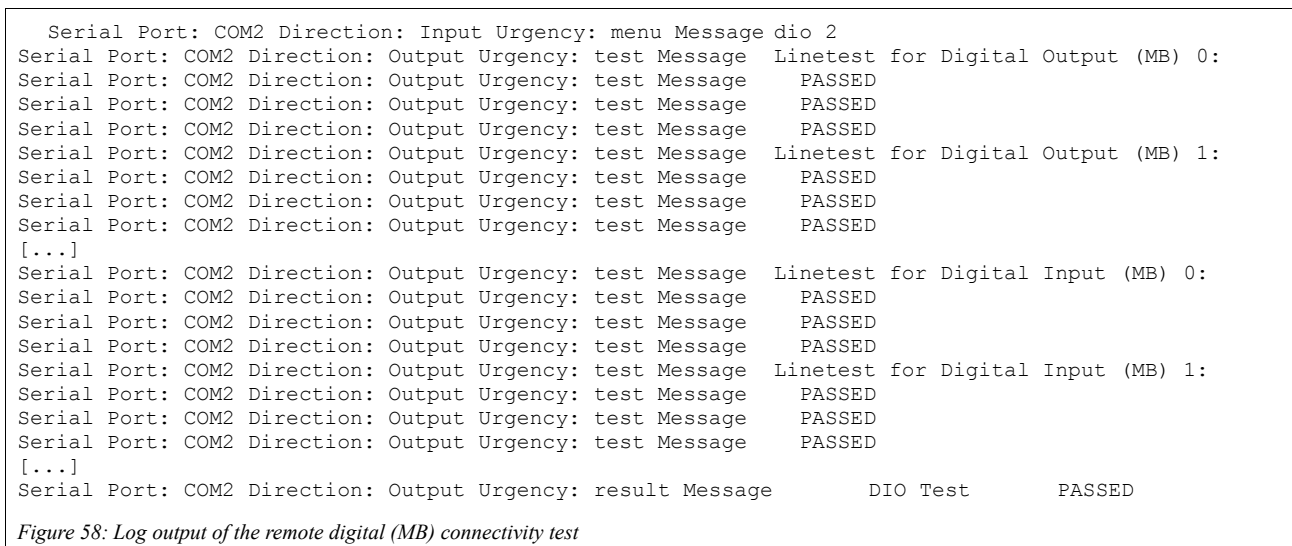 Serial Port: COM2 Direction: Input Urgency: menu Message dio 2
Serial Port: COM2 Direction: Output Urgency: test Message  Linetest for Digital Output (MB) 0:
Serial Port: COM2 Direction: Output Urgency: test Message    PASSED
Serial Port: COM2 Direction: Output Urgency: test Message    PASSED
Serial Port: COM2 Direction: Output Urgency: test Message    PASSED
Serial Port: COM2 Direction: Output Urgency: test Message  Linetest for Digital Output (MB) 1:
Serial Port: COM2 Direction: Output Urgency: test Message    PASSED
Serial Port: COM2 Direction: Output Urgency: test Message    PASSED
Serial Port: COM2 Direction: Output Urgency: test Message    PASSED
[...]
Serial Port: COM2 Direction: Output Urgency: test Message  Linetest for Digital Input (MB) 0:
Serial Port: COM2 Direction: Output Urgency: test Message    PASSED
Serial Port: COM2 Direction: Output Urgency: test Message    PASSED
Serial Port: COM2 Direction: Output Urgency: test Message    PASSED
Serial Port: COM2 Direction: Output Urgency: test Message  Linetest for Digital Input (MB) 1:
Serial Port: COM2 Direction: Output Urgency: test Message    PASSED
Serial Port: COM2 Direction: Output Urgency: test Message    PASSED
Serial Port: COM2 Direction: Output Urgency: test Message    PASSED
[...]
Serial Port: COM2 Direction: Output Urgency: result Message      DIO Test      PASSED
Figure 58: Log output of the remote digital (MB) connectivity test